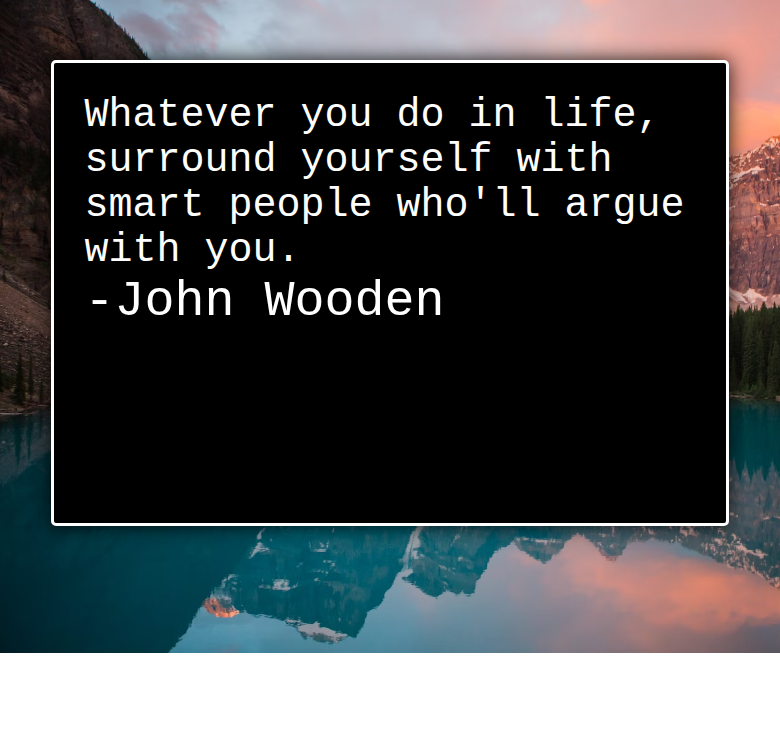 Whatever you do in life,
surround yourself with
smart people who'll argue
with you.
-John Wooden